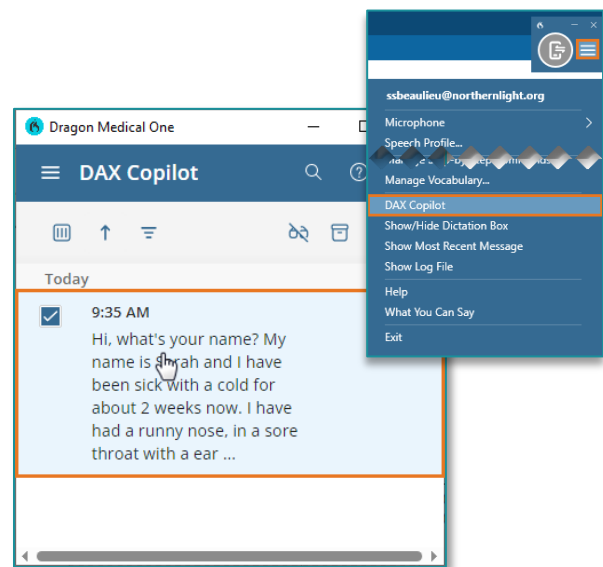 ssbeaulieu@northernlight.org
Microphone
Speech Profile...
Manage Vocabulary...
DAX Copilot
Show/Hide Dictation Box
Show Most Recent Message
Show Log File
Help
What You Can Say
Exit
Dragon Medical One
DAX Copilot
Today
9:35 AM
Hi, what's your name? My
name is Sarah and I have
been sick with a cold for
about 2 weeks now. I have
had a runny nose, in a sore
throat with a ear ...